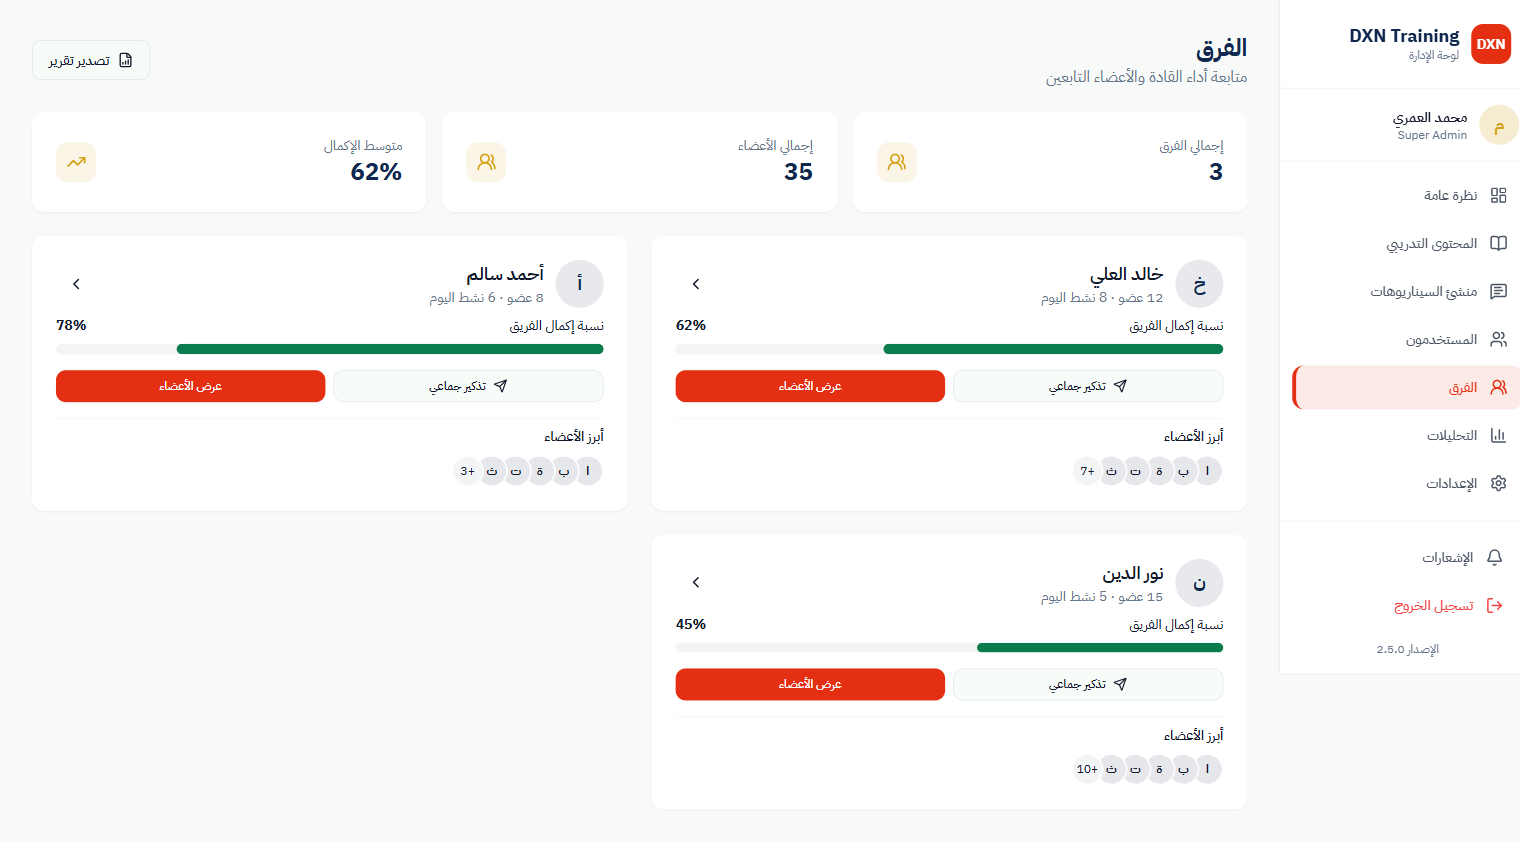 DXN
DXN Training
لوحة الإدارة
م
محمد العمري
Super Admin
نظرة عامة
المحتوى التدريبي
منشئ السيناريوهات
المستخدمون
الفرق
التحليلات
الإعدادات
الإشعارات
تسجيل الخروج
الإصدار 2.5.0
الفرق
متابعة أداء القادة والأعضاء التابعين
تصدير تقرير
إجمالي الفرق
3
إجمالي الأعضاء
35
متوسط الإكمال
62%
خ
خالد العلي
12 عضو · 8 نشط اليوم
نسبة إكمال الفريق
62%
تذكير جماعي
عرض الأعضاء
أبرز الأعضاء
ا ب ة ت ث +7
أ
أحمد سالم
8 عضو · 6 نشط اليوم
نسبة إكمال الفريق
78%
تذكير جماعي
عرض الأعضاء
أبرز الأعضاء
ا ب ة ت ث +3
ن
نور الدين
15 عضو · 5 نشط اليوم
نسبة إكمال الفريق
45%
تذكير جماعي
عرض الأعضاء
أبرز الأعضاء
ا ب ة ت ث +10